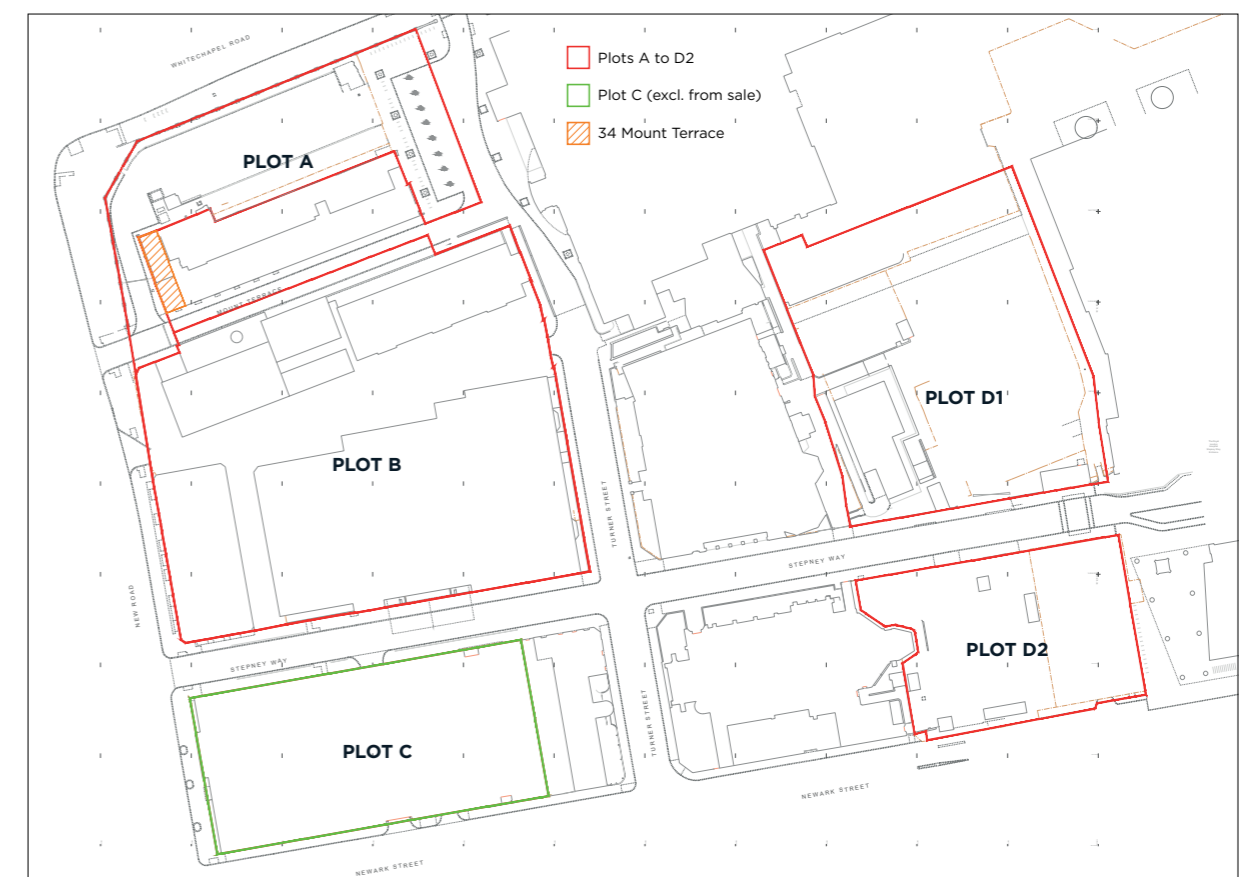 WHITECHAPEL ROAD
Plots A to D2
Plot C (excl. from sale)
34 Mount Terrace
PLOT A
MOUNT TERRACE
PLOT D1
PLOT B
TURNER STREET
STEPNEY WAY
NEW ROAD
PLOT D2
STEPNEY WAY
TURNER STREET
PLOT C
NEWARK STREET
NEWARK STREET